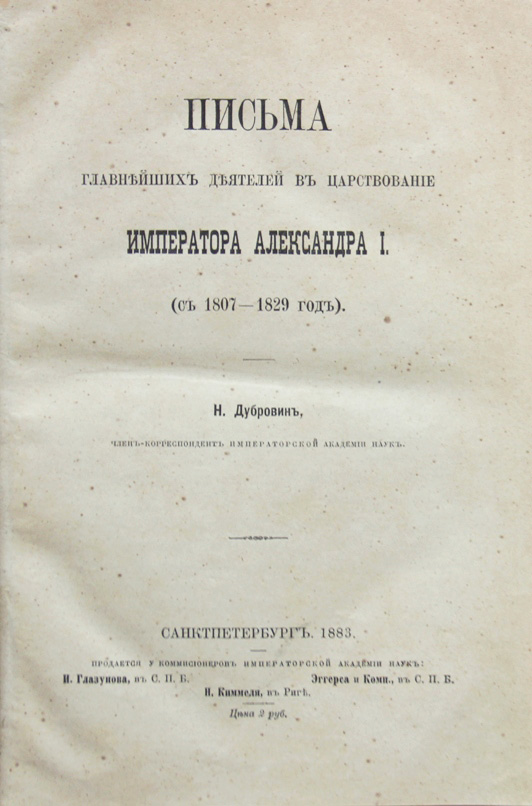 ПИСЬМА
ГЛАВНѢЙШИХЪ ДѢЯТЕЛЕЙ ВЪ ЦАРСТВОВАНІЕ
ИМПЕРАТОРА АЛЕКСАНДРА I.
(съ 1807—1829 годъ).
Н. Дубровинъ,
ЧЛЕНЪ-КОРРЕСПОНДЕНТЪ ИМПЕРАТОРСКОЙ АКАДЕМІИ НАУКЪ.
САНКТПЕТЕРБУРГЪ. 1883.
ПРОДАЕТСЯ У КОММИСІОНЕРОВЪ ИМПЕРАТОРСКОЙ АКАДЕМІИ НАУКЪ:
И. Глазунова, въ С. П. Б. Эггерса и Комп., въ С. П. Б.
Н. Киммеля, въ Ригѣ.
Цѣна 2 руб.